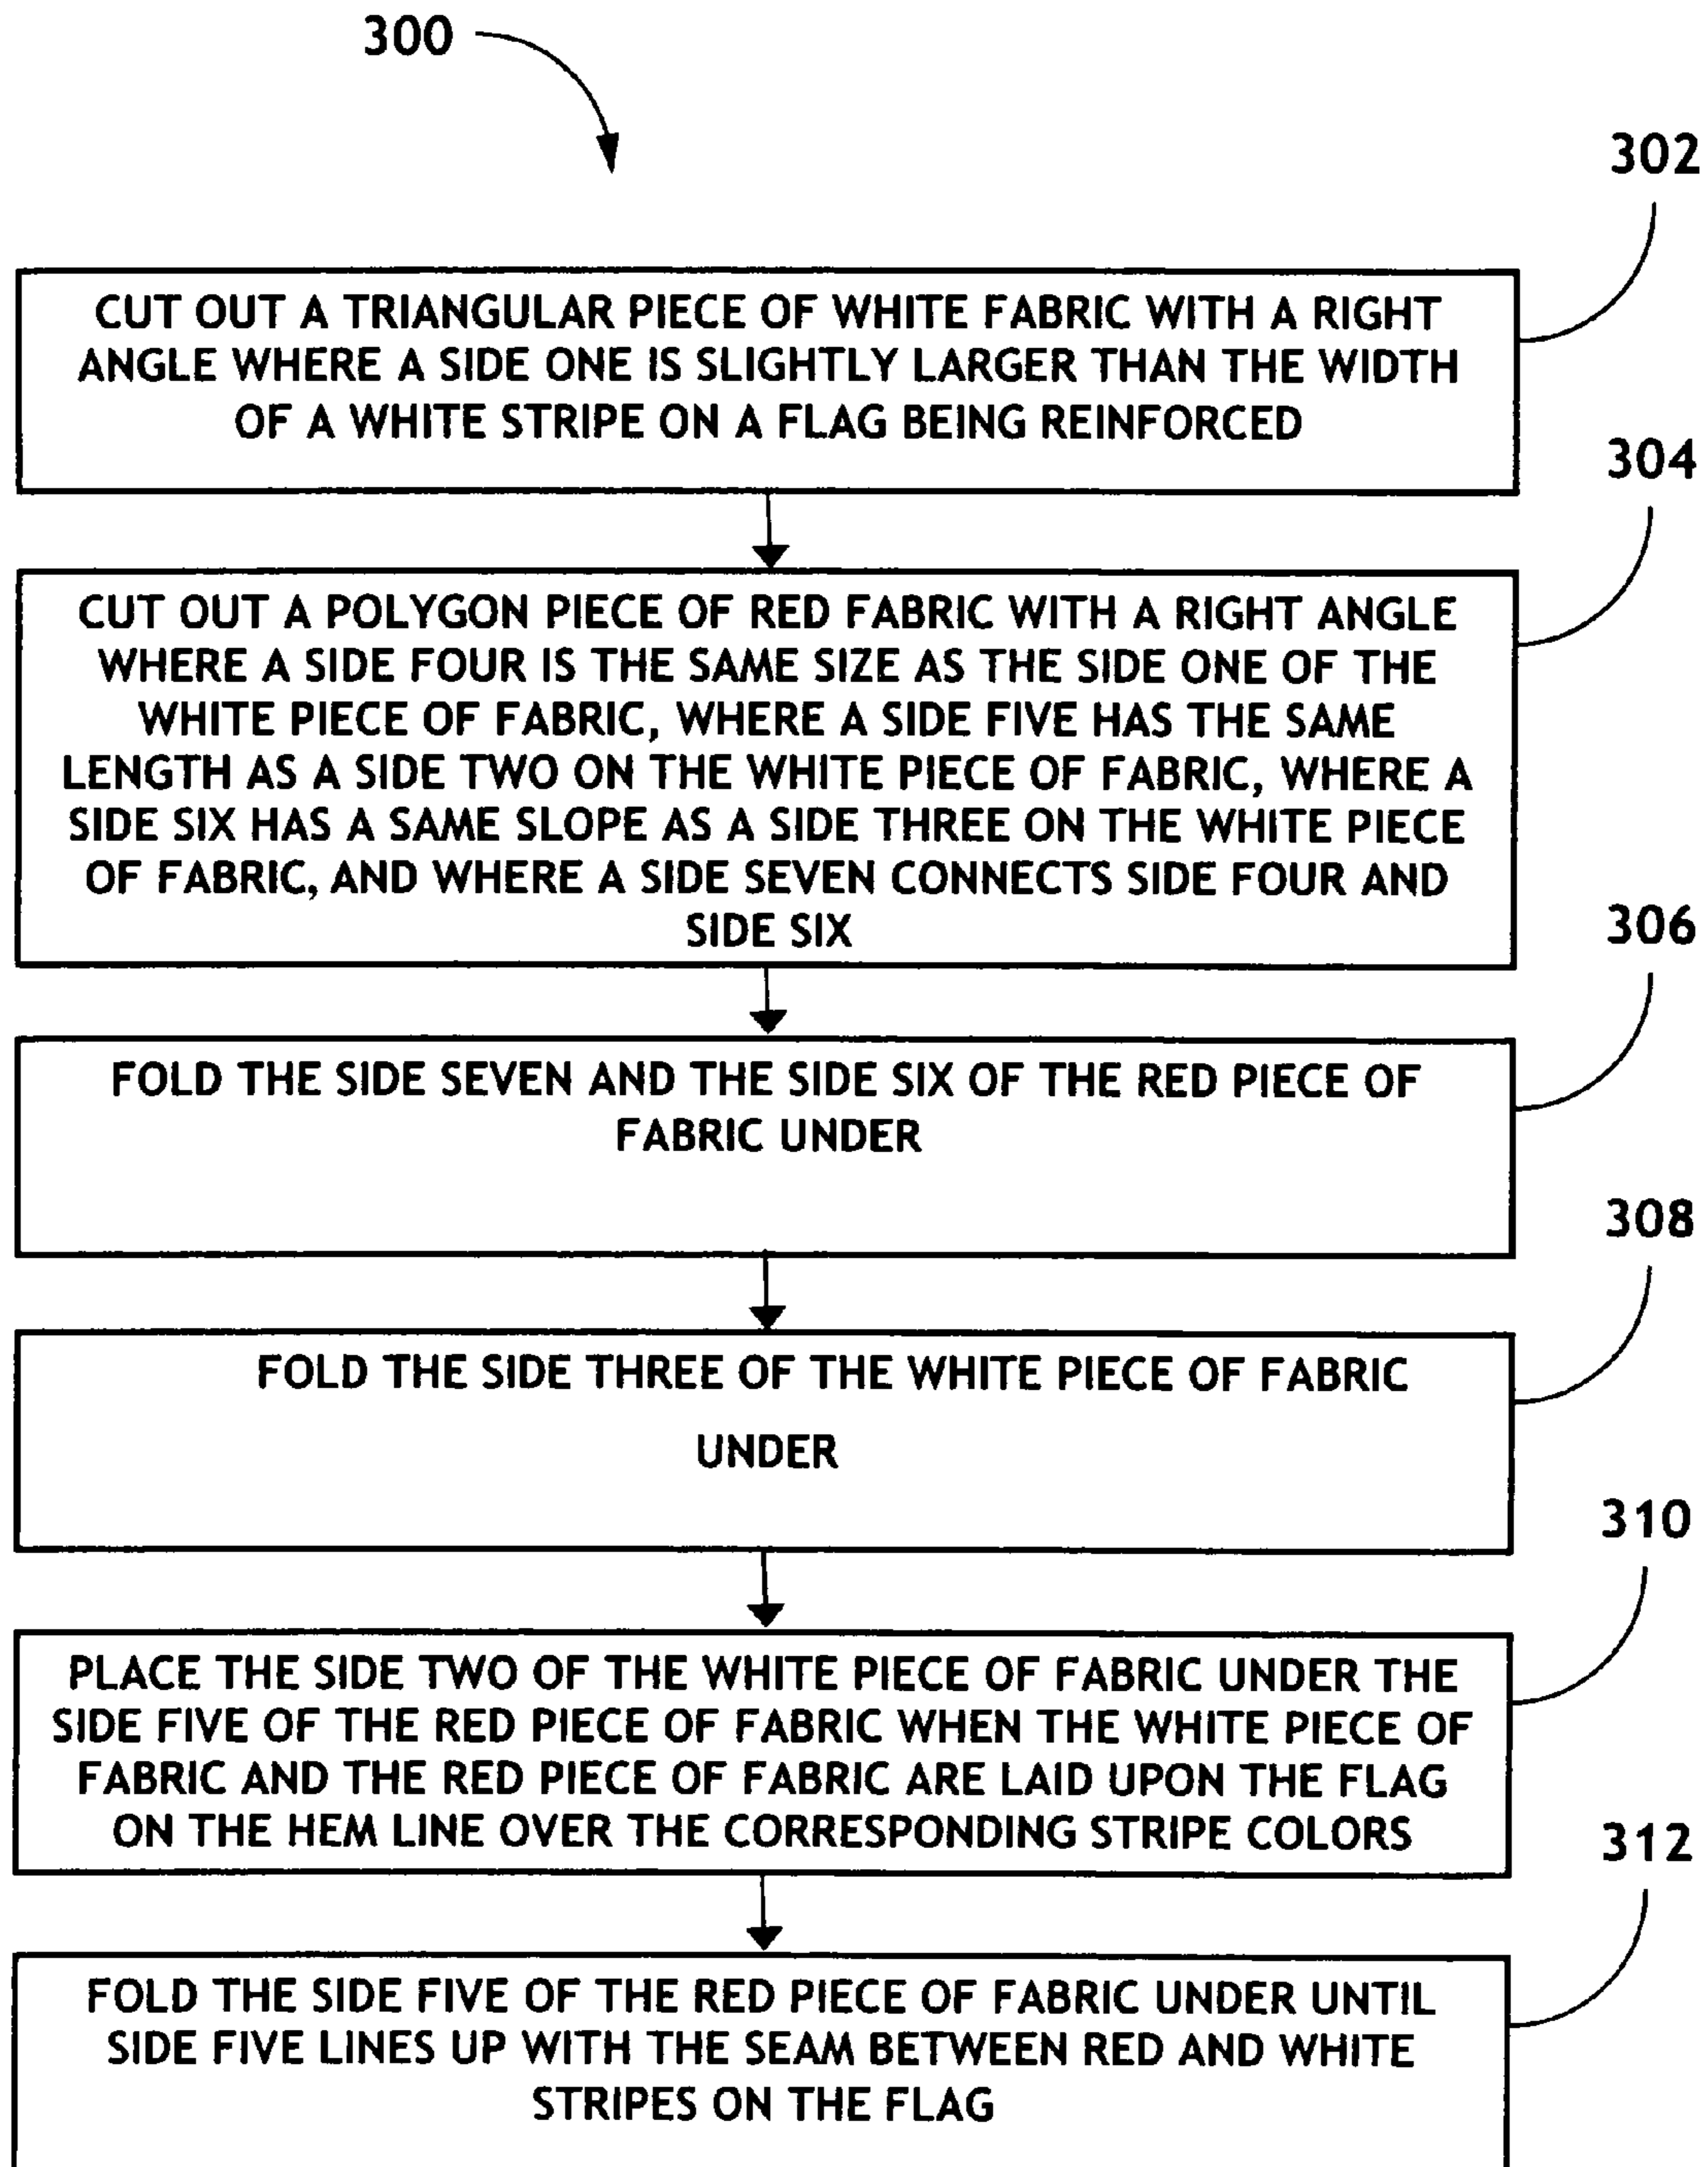 300
302
CUT OUT A TRIANGULAR PIECE OF WHITE FABRIC WITH A RIGHT
ANGLE WHERE A SIDE ONE IS SLIGHTLY LARGER THAN THE WIDTH
OF A WHITE STRIPE ON A FLAG BEING REINFORCED
304
CUT OUT A POLYGON PIECE OF RED FABRIC WITH A RIGHT ANGLE
WHERE A SIDE FOUR IS THE SAME SIZE AS THE SIDE ONE OF THE
WHITE PIECE OF FABRIC, WHERE A SIDE FIVE HAS THE SAME
LENGTH AS A SIDE TWO ON THE WHITE PIECE OF FABRIC, WHERE A
SIDE SIX HAS A SAME SLOPE AS A SIDE THREE ON THE WHITE PIECE
OF FABRIC, AND WHERE A SIDE SEVEN CONNECTS SIDE FOUR AND
SIDE SIX
306
FOLD THE SIDE SEVEN AND THE SIDE SIX OF THE RED PIECE OF
FABRIC UNDER
308
FOLD THE SIDE THREE OF THE WHITE PIECE OF FABRIC
UNDER
310
PLACE THE SIDE TWO OF THE WHITE PIECE OF FABRIC UNDER THE
SIDE FIVE OF THE RED PIECE OF FABRIC WHEN THE WHITE PIECE OF
FABRIC AND THE RED PIECE OF FABRIC ARE LAID UPON THE FLAG
ON THE HEM LINE OVER THE CORRESPONDING STRIPE COLORS
312
FOLD THE SIDE FIVE OF THE RED PIECE OF FABRIC UNDER UNTIL
SIDE FIVE LINES UP WITH THE SEAM BETWEEN RED AND WHITE
STRIPES ON THE FLAG